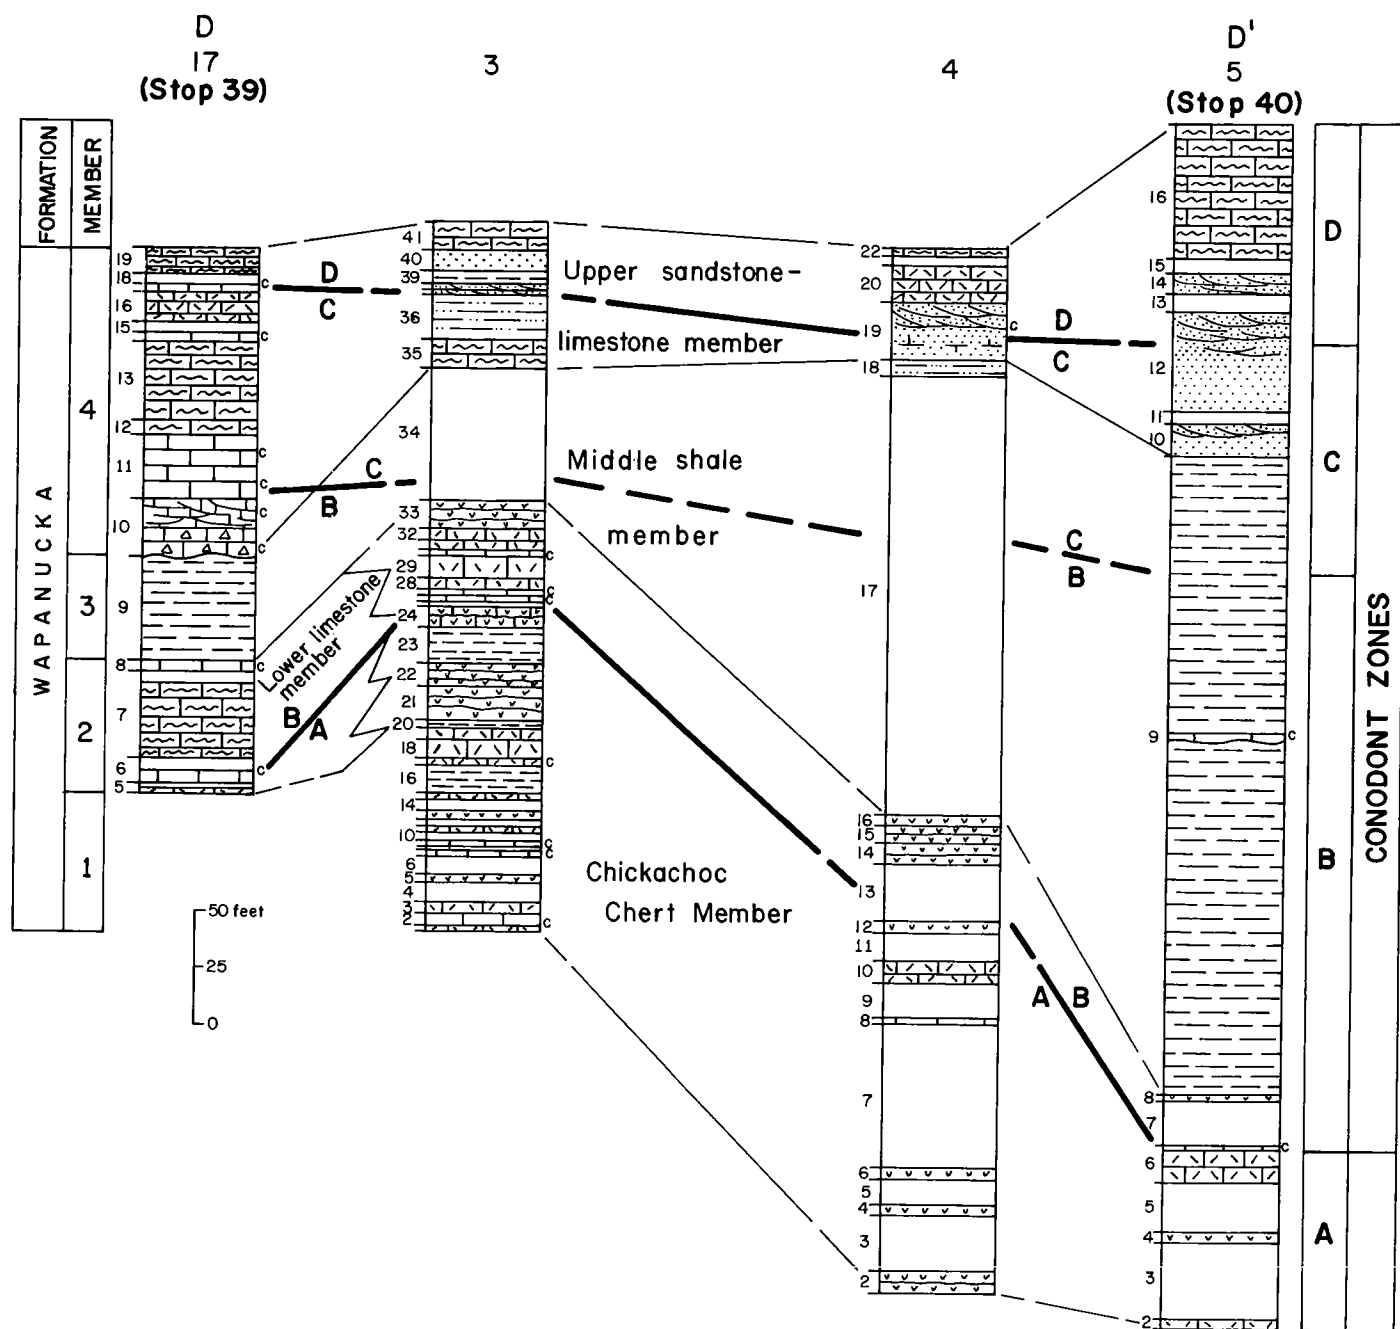 D
17
(Stop 39)
3
4
D'
5
(Stop 40)
FORMATION
MEMBER
WAPANUCKA
4
3
2
1
19
18
16
15
13
12
11
10
9
8
7
6
5
c
c
c
c
c
c
c
c
D
C
C
B
B
A
Lower limestone
member
50 feet
25
0
41
40
39
36
35
34
33
32
29
28
24
23
22
21
20
18
16
14
10
6
5
4
3
2
c
c
c
c
c
c
c
Upper sandstone-
limestone member
Middle shale
member
Chickachoc
Chert Member
22
20
19
18
17
16
15
14
13
12
11
10
9
8
7
6
5
4
3
2
c
D
C
C
B
A B
16
15
14
13
12
11
10
9
8
7
6
5
4
3
2
c
c
D
C
B
A
CONODONT ZONES